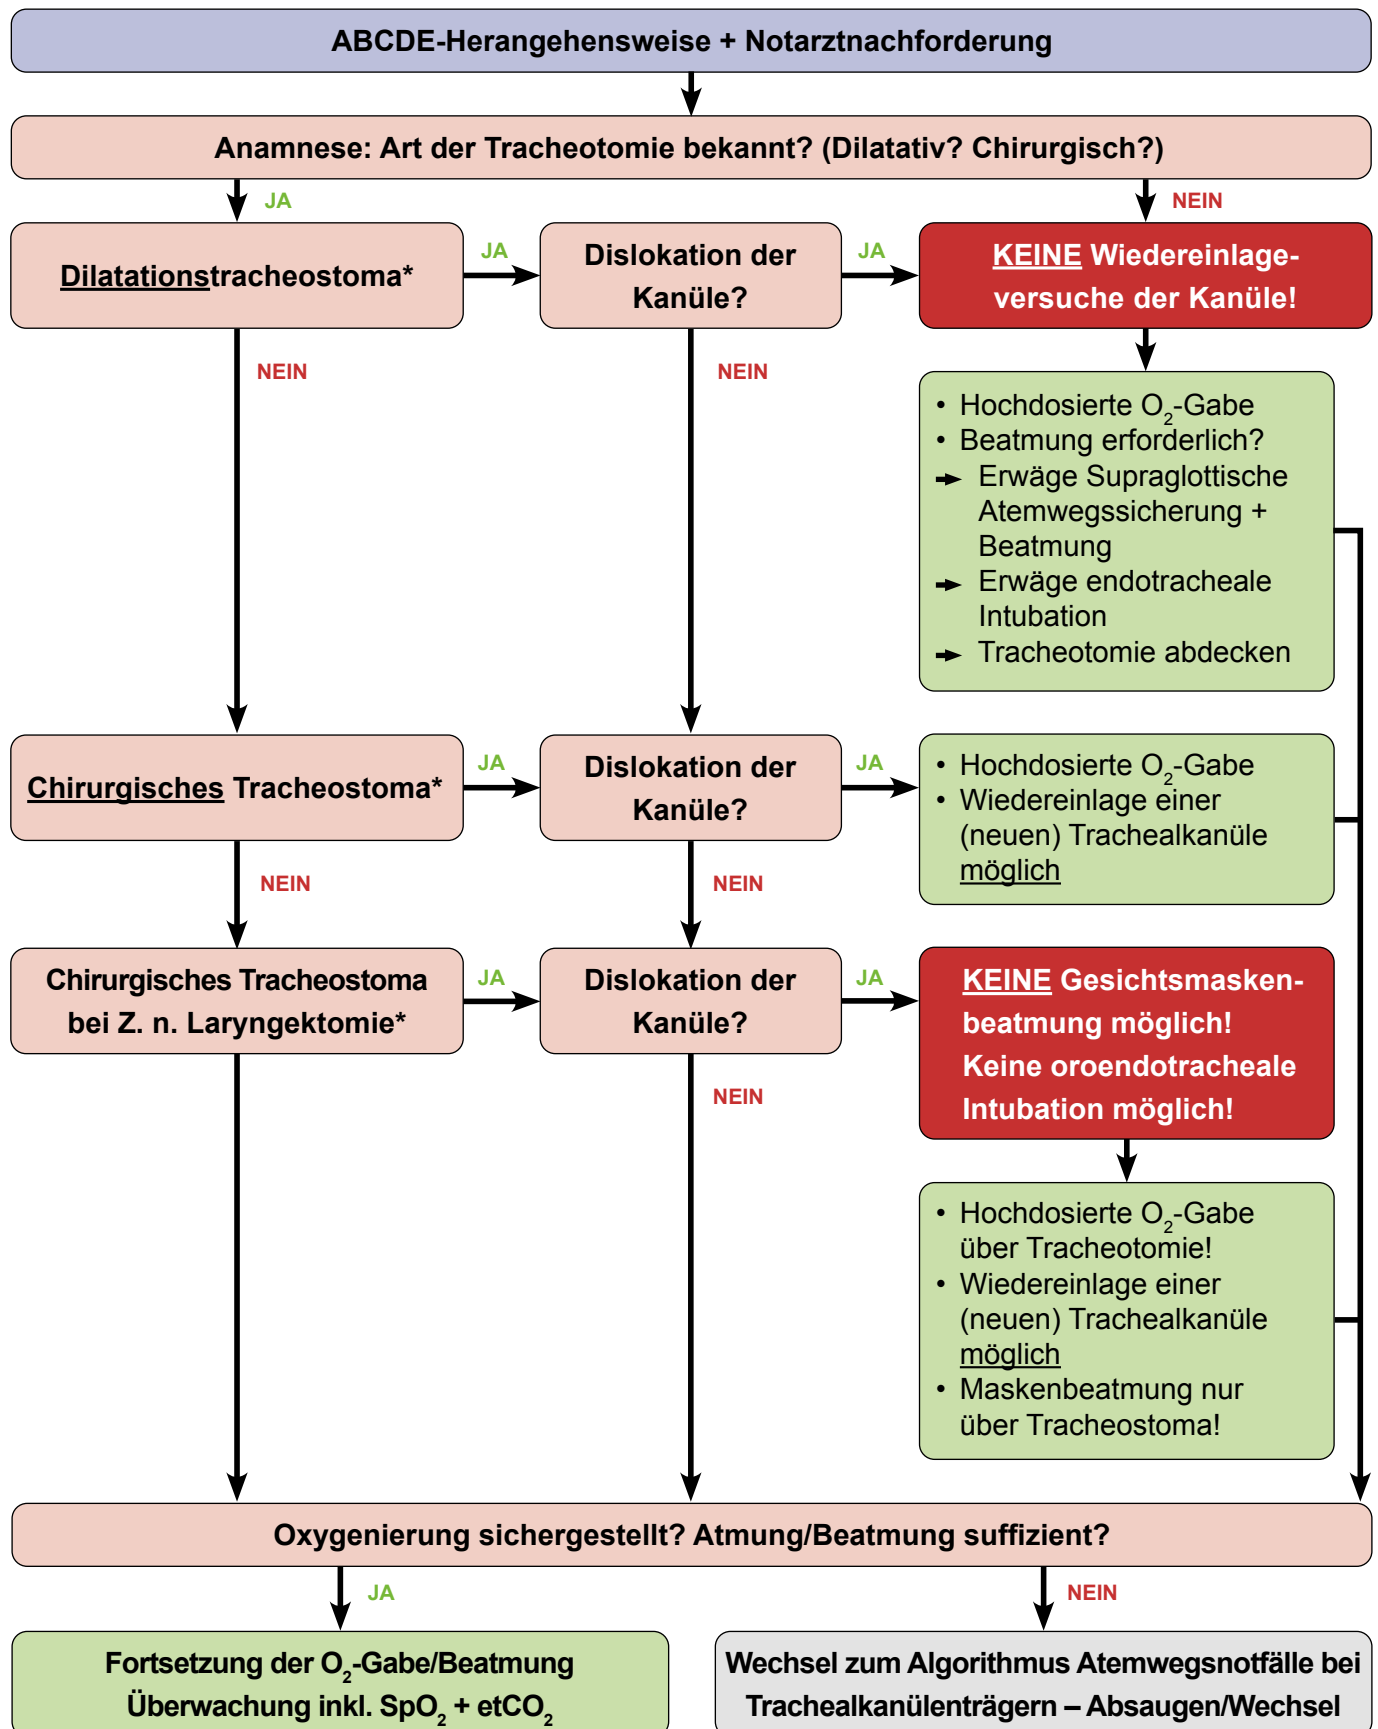 ABCDE-Herangehensweise + Notarztnachforderung
Anamnese: Art der Tracheotomie bekannt? (Dilatativ? Chirurgisch?)
JA
NEIN
Dilatationstracheostoma*
JA
Dislokation der
Kanüle?
JA
KEINE Wiedereinlage-
versuche der Kanüle!
NEIN
NEIN
• Hochdosierte O₂-Gabe
• Beatmung erforderlich?
➞ Erwäge Supraglottische
Atemwegssicherung +
Beatmung
➞ Erwäge endotracheale
Intubation
➞ Tracheotomie abdecken
Chirurgisches Tracheostoma*
JA
Dislokation der
Kanüle?
JA
• Hochdosierte O₂-Gabe
• Wiedereinlage einer
(neuen) Trachealkanüle
möglich
NEIN
NEIN
Chirurgisches Tracheostoma
bei Z. n. Laryngektomie*
JA
Dislokation der
Kanüle?
JA
KEINE Gesichtsmasken-
beatmung möglich!
Keine oroendotracheale
Intubation möglich!
NEIN
• Hochdosierte O₂-Gabe
über Tracheotomie!
• Wiedereinlage einer
(neuen) Trachealkanüle
möglich
• Maskenbeatmung nur
über Tracheostoma!
Oxygenierung sichergestellt? Atmung/Beatmung suffizient?
JA
NEIN
Fortsetzung der O₂-Gabe/Beatmung
Überwachung inkl. SpO₂ + etCO₂
Wechsel zum Algorithmus Atemwegsnotfälle bei
Trachealkanülenträgern – Absaugen/Wechsel